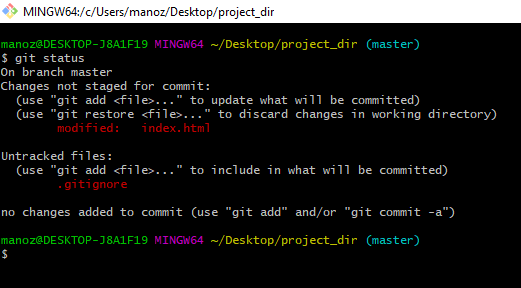 MINGW64:/c/Users/manoz/Desktop/project_dir
manoz@DESKTOP-J8A1F19 MINGW64 ~/Desktop/project_dir (master)
$ git status
On branch master
Changes not staged for commit:
  (use "git add <file>..." to update what will be committed)
  (use "git restore <file>..." to discard changes in working directory)
        modified:   index.html

Untracked files:
  (use "git add <file>..." to include in what will be committed)
        .gitignore

no changes added to commit (use "git add" and/or "git commit -a")

manoz@DESKTOP-J8A1F19 MINGW64 ~/Desktop/project_dir (master)
$